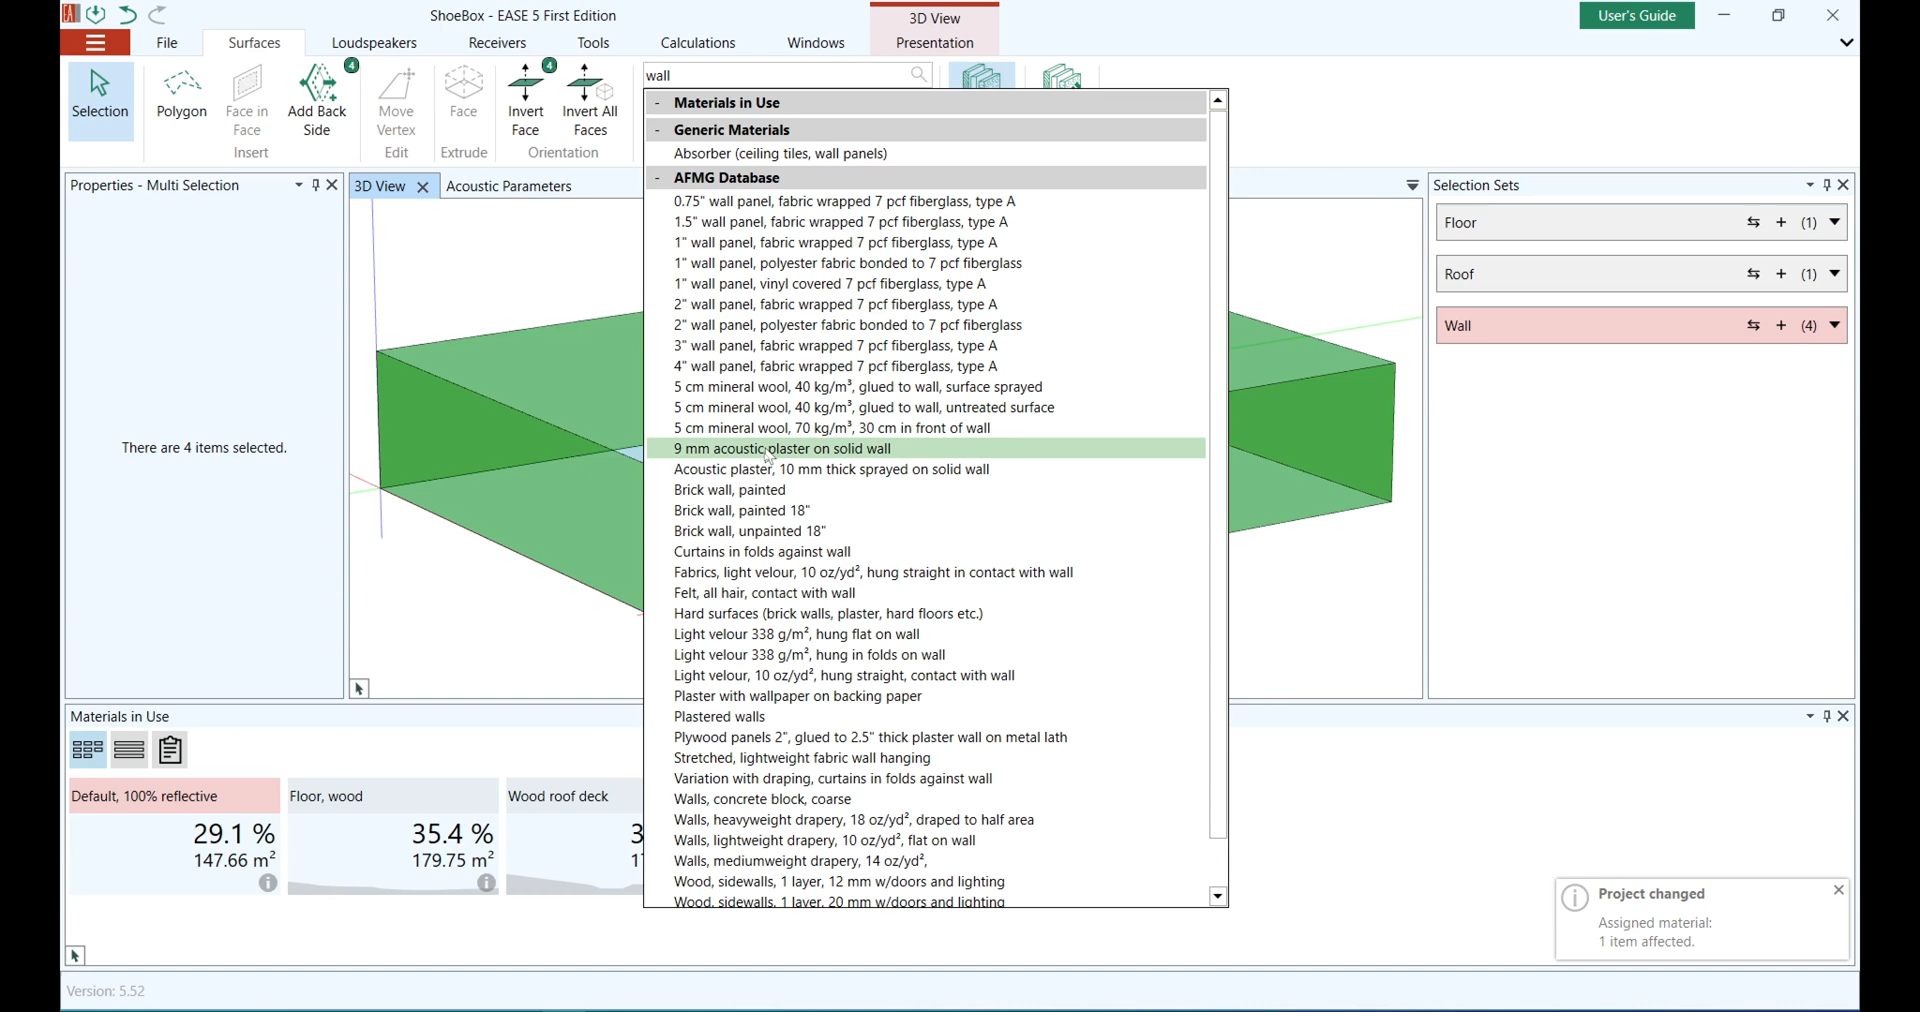 ShoeBox - EASE 5 First Edition
3D View
User's Guide
File
Surfaces
Loudspeakers
Receivers
Tools
Calculations
Windows
Presentation
Selection
Polygon
Face in
Face
Add Back
Side
4
Insert
Move
Vertex
Edit
Face
Extrude
Invert
Face
4
Invert All
Faces
Orientation
wall
- Materials in Use
- Generic Materials
Absorber (ceiling tiles, wall panels)
- AFMG Database
0.75" wall panel, fabric wrapped 7 pcf fiberglass, type A
1.5" wall panel, fabric wrapped 7 pcf fiberglass, type A
1" wall panel, fabric wrapped 7 pcf fiberglass, type A
1" wall panel, polyester fabric bonded to 7 pcf fiberglass
1" wall panel, vinyl covered 7 pcf fiberglass, type A
2" wall panel, fabric wrapped 7 pcf fiberglass, type A
2" wall panel, polyester fabric bonded to 7 pcf fiberglass
3" wall panel, fabric wrapped 7 pcf fiberglass, type A
4" wall panel, fabric wrapped 7 pcf fiberglass, type A
5 cm mineral wool, 40 kg/m³, glued to wall, surface sprayed
5 cm mineral wool, 40 kg/m³, glued to wall, untreated surface
5 cm mineral wool, 70 kg/m³, 30 cm in front of wall
9 mm acoustic plaster on solid wall
Acoustic plaster, 10 mm thick sprayed on solid wall
Brick wall, painted
Brick wall, painted 18"
Brick wall, unpainted 18"
Curtains in folds against wall
Fabrics, light velour, 10 oz/yd², hung straight in contact with wall
Felt, all hair, contact with wall
Hard surfaces (brick walls, plaster, hard floors etc.)
Light velour 338 g/m², hung flat on wall
Light velour 338 g/m², hung in folds on wall
Light velour, 10 oz/yd², hung straight, contact with wall
Plaster with wallpaper on backing paper
Plastered walls
Plywood panels 2", glued to 2.5" thick plaster wall on metal lath
Stretched, lightweight fabric wall hanging
Variation with draping, curtains in folds against wall
Walls, concrete block, coarse
Walls, heavyweight drapery, 18 oz/yd², draped to half area
Walls, lightweight drapery, 10 oz/yd², flat on wall
Walls, mediumweight drapery, 14 oz/yd²,
Wood, sidewalls, 1 layer, 12 mm w/doors and lighting
Wood, sidewalls, 1 layer, 20 mm w/doors and lighting
Properties - Multi Selection
There are 4 items selected.
3D View
Acoustic Parameters
Selection Sets
Floor (1)
Roof (1)
Wall (4)
Materials in Use
Default, 100% reflective
29.1 %
147.66 m²
Floor, wood
35.4 %
179.75 m²
Wood roof deck
Project changed
Assigned material:
1 item affected.
Version: 5.52